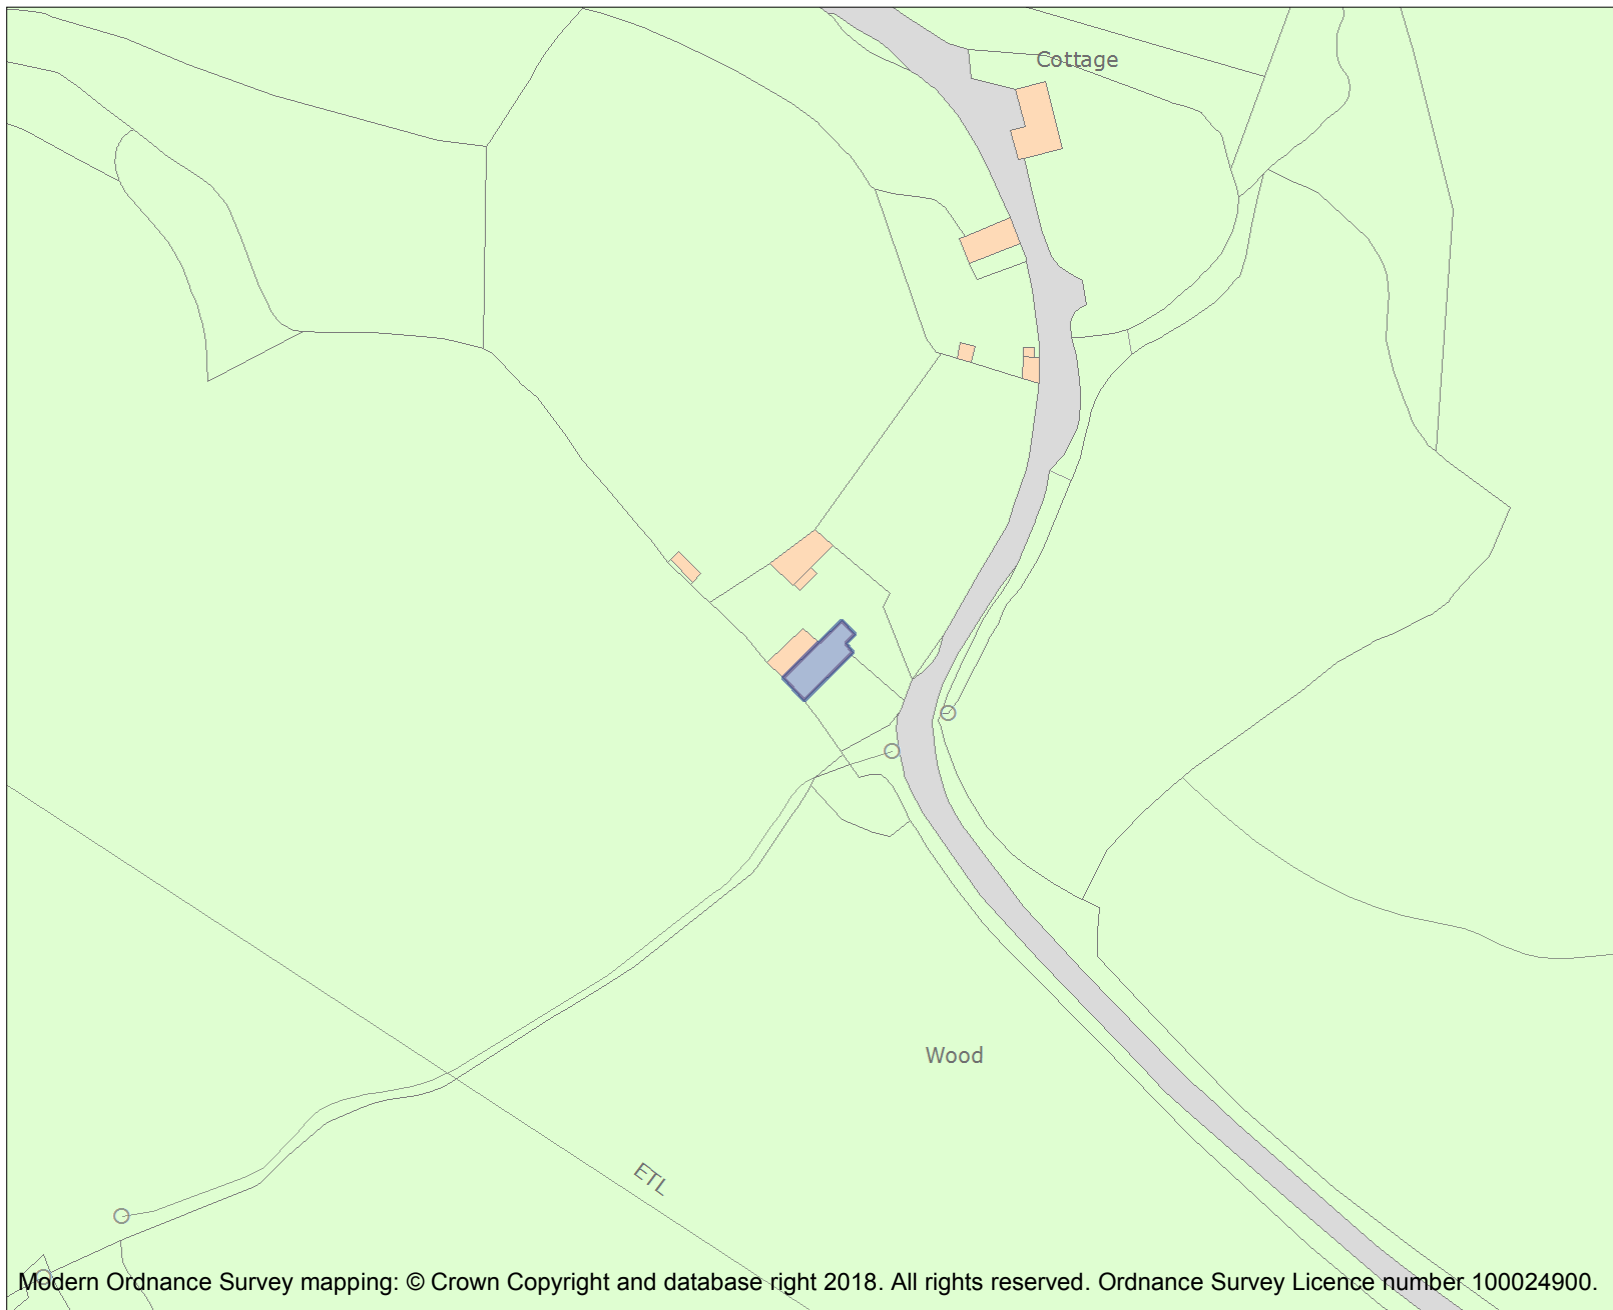 Cottage
Wood
ETL
Modern Ordnance Survey mapping: © Crown Copyright and database right 2018. All rights reserved. Ordnance Survey Licence number 100024900.